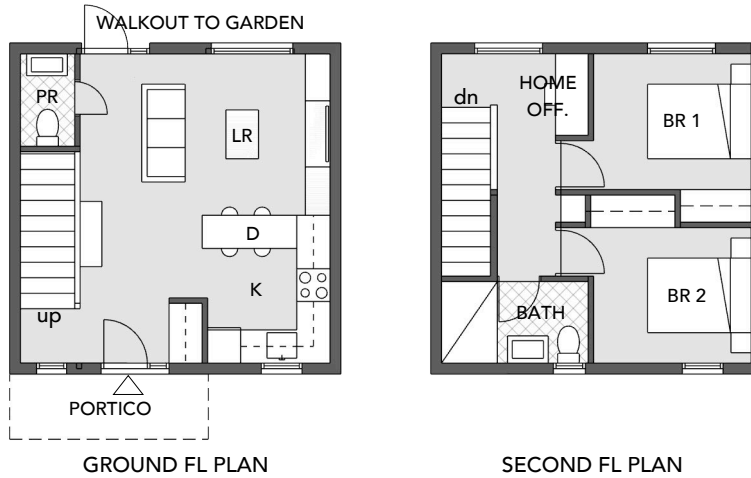 WALKOUT TO GARDEN
PR
LR
D
K
up
PORTICO
GROUND FL PLAN
dn
HOME
OFF.
BR 1
BR 2
BATH
SECOND FL PLAN